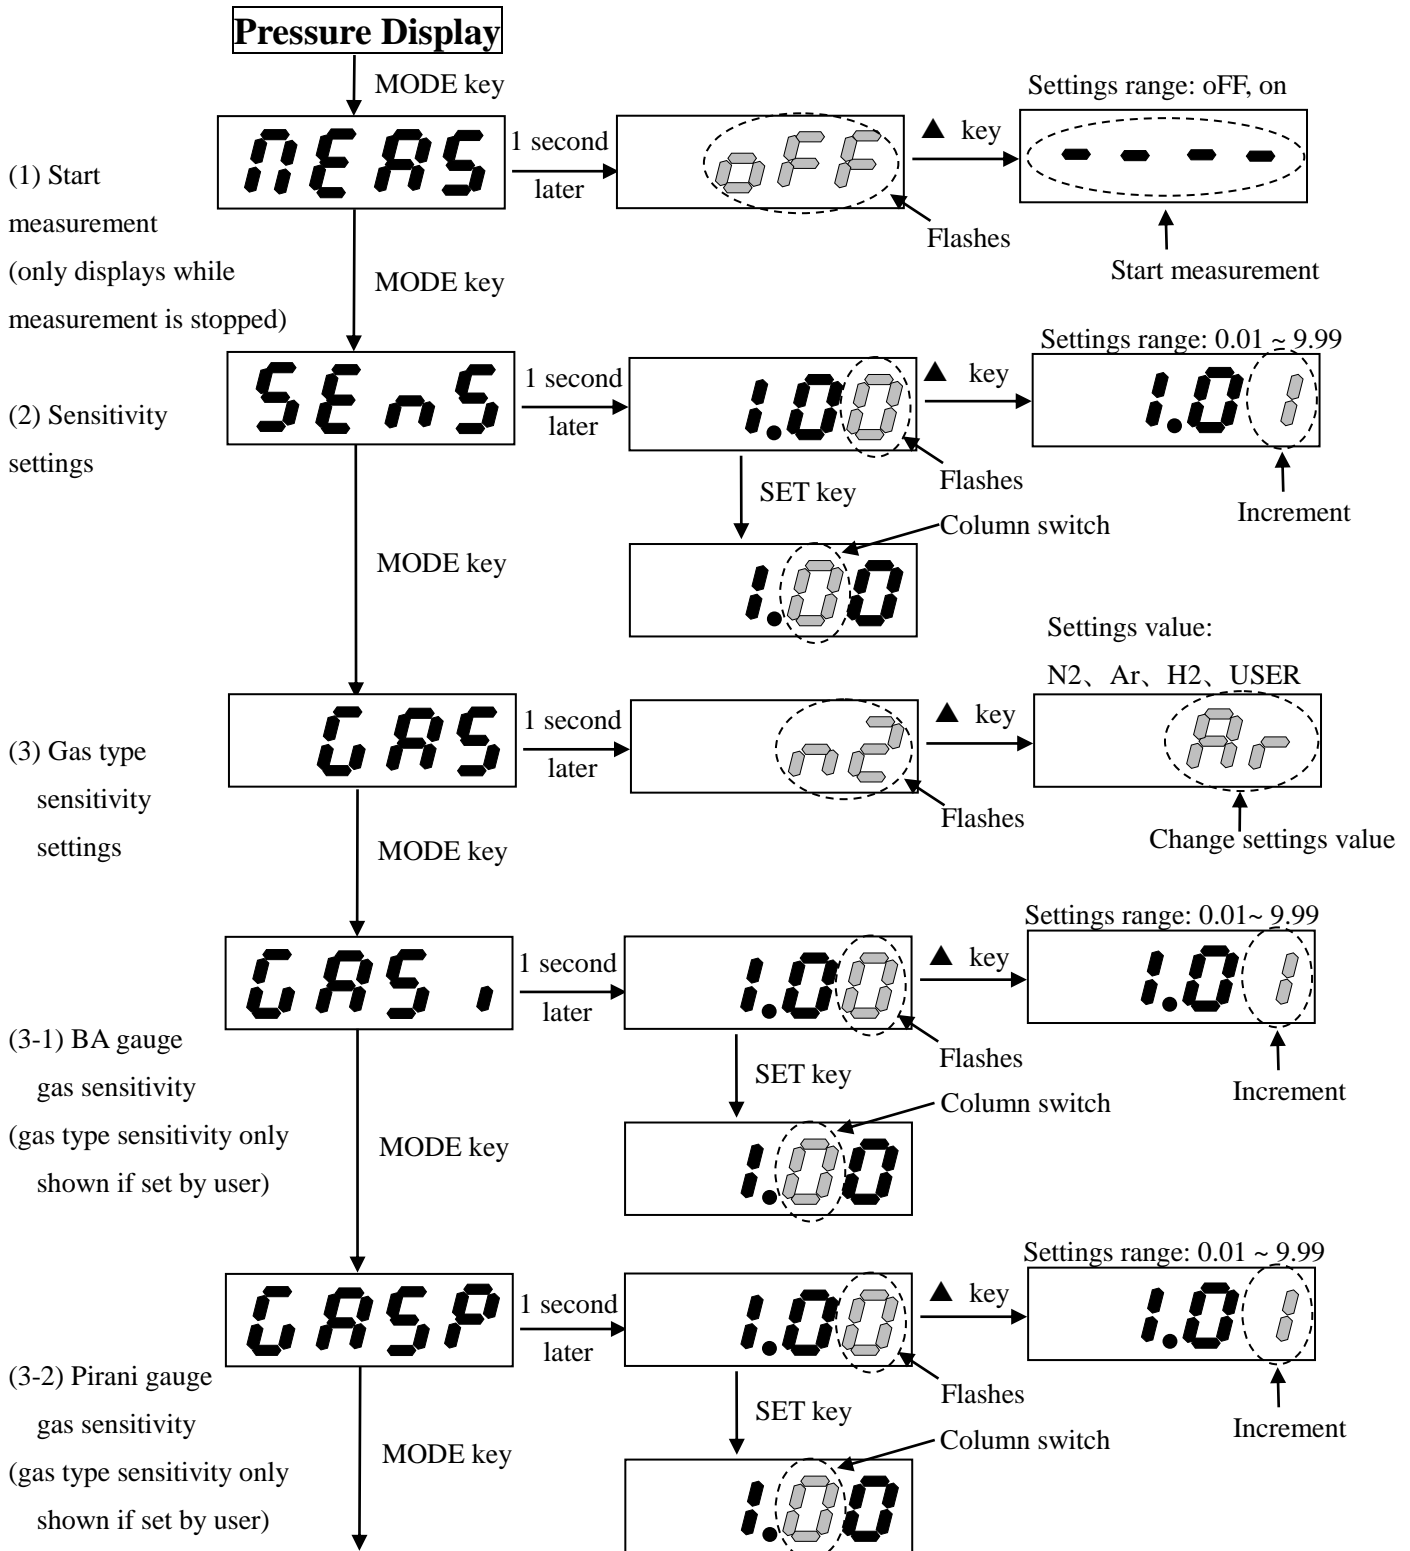 Pressure Display
MODE key
Settings range: oFF, on
(1) Start
measurement
(only displays while
measurement is stopped)
MEAS
1 second
later
oFF
▲ key
- - - -
Flashes
Start measurement
MODE key
Settings range: 0.01 ~ 9.99
(2) Sensitivity
settings
SEnS
1 second
later
1.00
▲ key
1.01
Flashes
Increment
SET key
Column switch
1.00
MODE key
Settings value:
N2、Ar、H2、USER
(3) Gas type
sensitivity
settings
GAS
1 second
later
n2
▲ key
Ar
Flashes
Change settings value
MODE key
Settings range: 0.01~ 9.99
(3-1) BA gauge
gas sensitivity
(gas type sensitivity only
shown if set by user)
GAS i
1 second
later
1.00
▲ key
1.01
Flashes
Increment
SET key
Column switch
1.00
MODE key
Settings range: 0.01 ~ 9.99
(3-2) Pirani gauge
gas sensitivity
(gas type sensitivity only
shown if set by user)
GASP
1 second
later
1.00
▲ key
1.01
Flashes
Increment
SET key
Column switch
1.00
MODE key